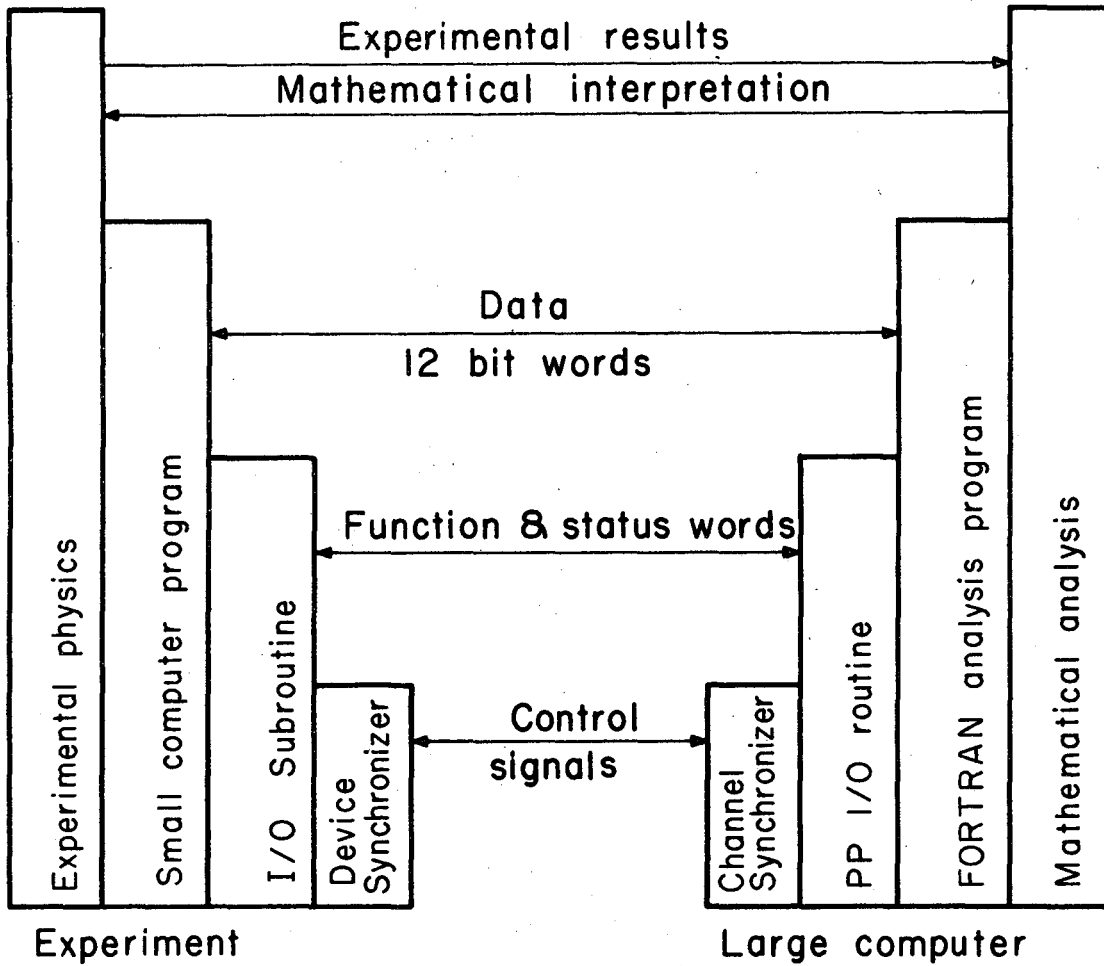 Experimental results
Mathematical interpretation
Data
12 bit words
Function & status words
Control
signals
Experimental physics
Small computer program
I/O Subroutine
Device
Synchronizer
Channel
Synchronizer
PP I/O routine
FORTRAN analysis program
Mathematical analysis
Experiment
Large computer